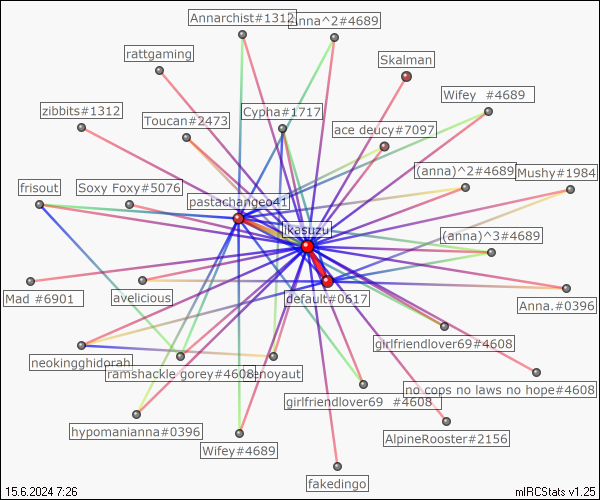 Annarchist#1312
Anna^2#4689
rattgaming
Skalman
zibbits#1312
Toucan#2473
Cypha#1717
Wifey #4689
ace deucy#7097
frisout
Soxy Foxy#5076
(anna)^2#4689
Mushy#1984
pastachangeo41
likasuzu
(anna)^3#4689
Mad #6901
avelicious
default#0617
Anna.#0396
neokingghidorah
ramshackle gorey#4608
enoyaut
girlfriendlover69#4608
girlfriendlover69 #4608
no cops no laws no hope#4608
hypomanianna#0396
Wifey#4689
AlpineRooster#2156
fakedingo
15.6.2024 7:26
mIRCStats v1.25